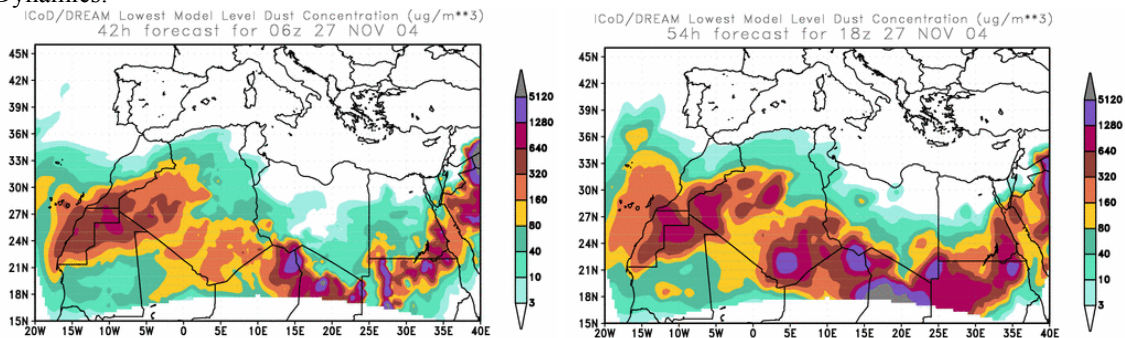 Dynamics.
ICoD/DREAM Lowest Model Level Dust Concentration (ug/m**3)
42h forecast for 06z 27 NOV 04
45N
42N
39N
36N
33N
30N
27N
24N
21N
18N
15N
20W 15W 10W 5W 0 5E 10E 15E 20E 25E 30E 35E 40E
5120
1280
640
320
160
80
40
10
3
ICoD/DREAM Lowest Model Level Dust Concentration (ug/m**3)
54h forecast for 18z 27 NOV 04
45N
42N
39N
36N
33N
30N
27N
24N
21N
18N
15N
20W 15W 10W 5W 0 5E 10E 15E 20E 25E 30E 35E 40E
5120
1280
640
320
160
80
40
10
3